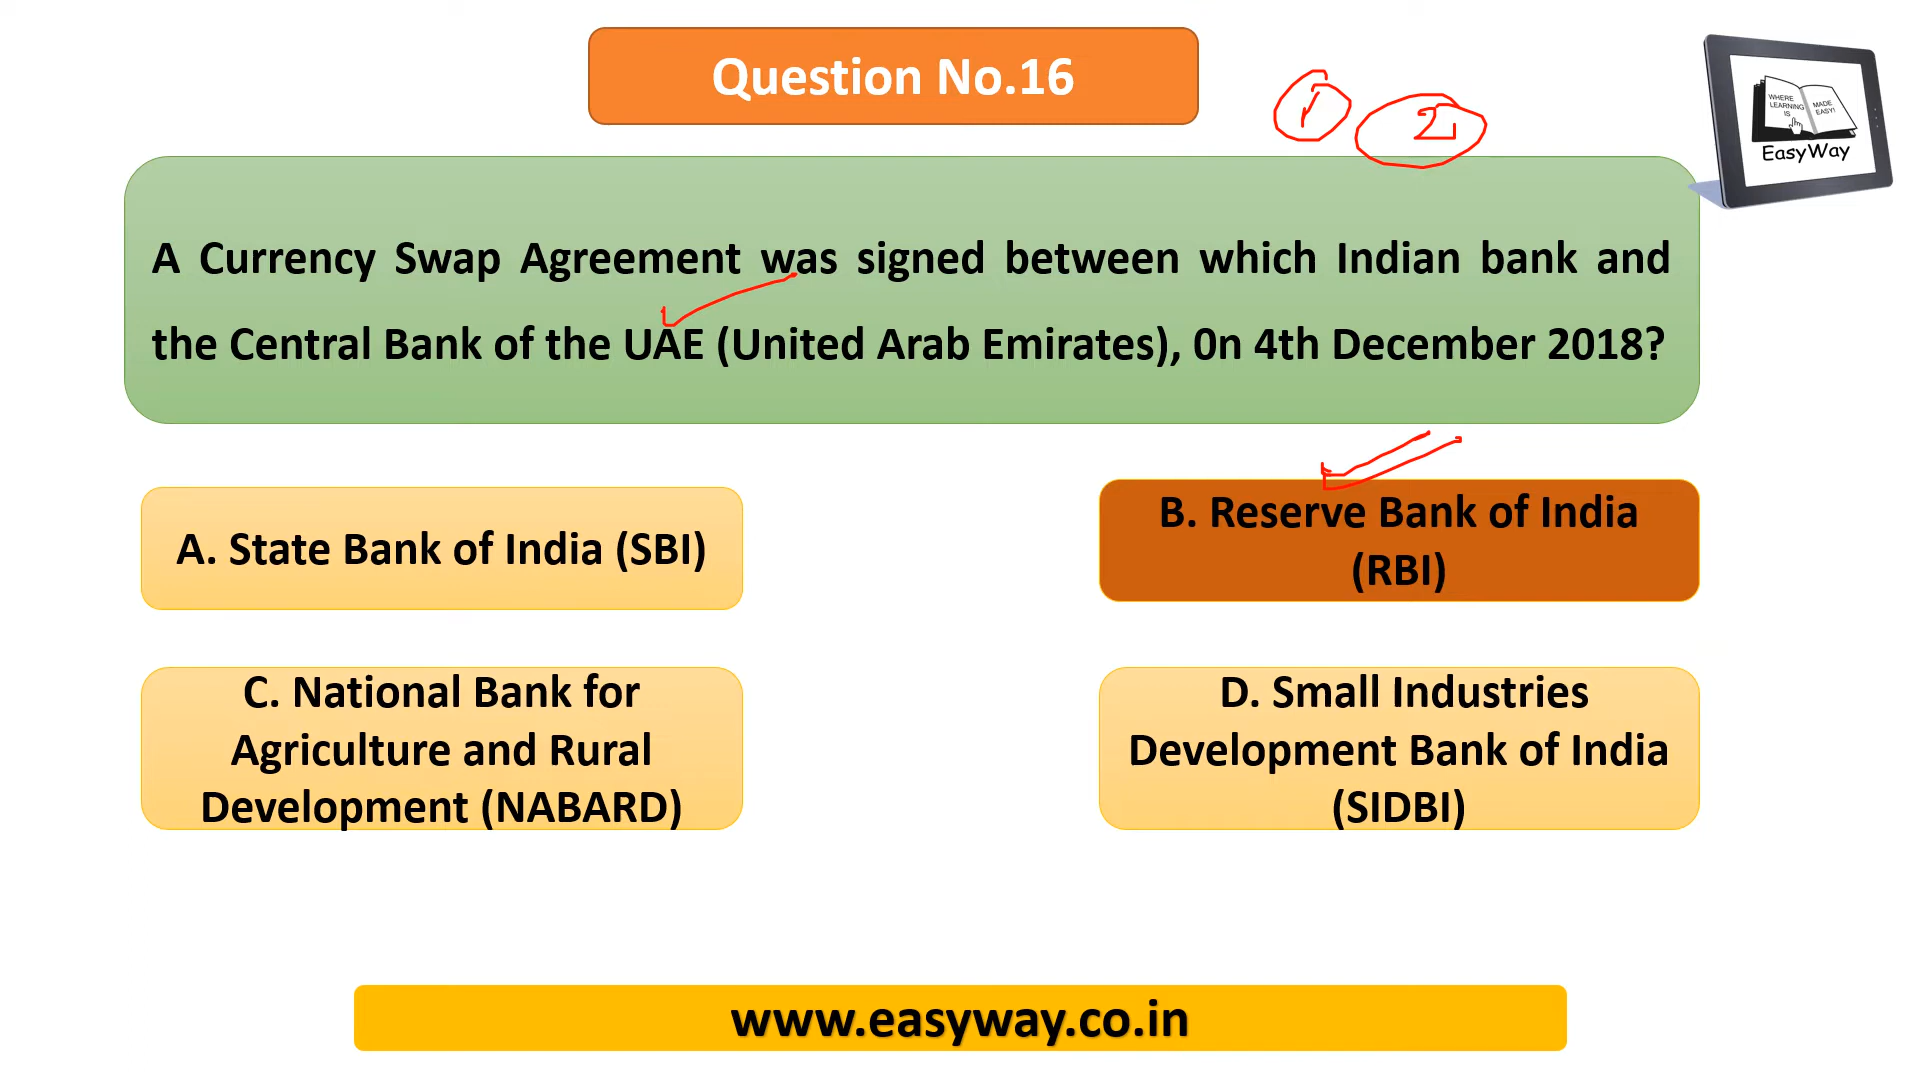 Question No.16
1
2
WHERE
LEARNING
IS
MADE
EASY!
EasyWay
A Currency Swap Agreement was signed between which Indian bank and
the Central Bank of the UAE (United Arab Emirates), 0n 4th December 2018?
A. State Bank of India (SBI)
B. Reserve Bank of India
(RBI)
C. National Bank for
Agriculture and Rural
Development (NABARD)
D. Small Industries
Development Bank of India
(SIDBI)
www.easyway.co.in